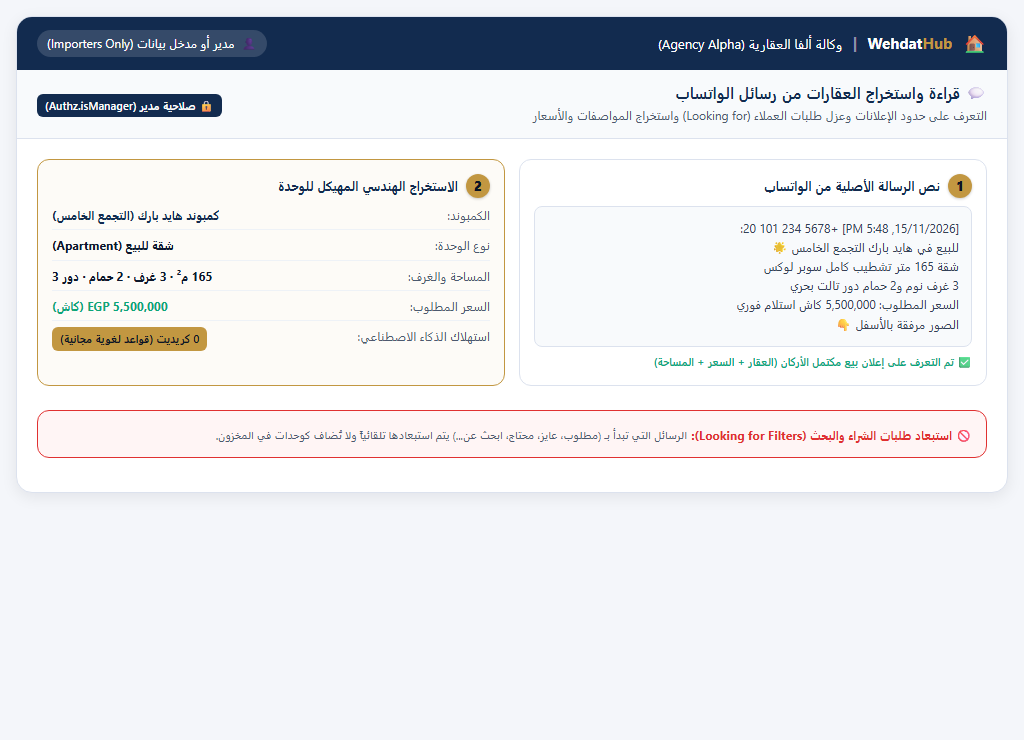 WehdatHub | وكالة ألفا العقارية (Agency Alpha)
مدير أو مدخل بيانات (Importers Only)
قراءة واستخراج العقارات من رسائل الواتساب
التعرف على حدود الإعلانات وعزل طلبات العملاء (Looking for) واستخراج المواصفات والأسعار
صلاحية مدير (Authz.isManager)
1 نص الرسالة الأصلية من الواتساب
[15/11/2026, 5:48 PM] +20 101 234 5678:
للبيع في هايد بارك التجمع الخامس 🌟
شقة 165 متر تشطيب كامل سوبر لوكس
3 غرف نوم و2 حمام دور تالت بحري
السعر المطلوب: 5,500,000 كاش استلام فوري
الصور مرفقة بالأسفل 👇
✅ تم التعرف على إعلان بيع مكتمل الأركان (العقار + السعر + المساحة)
2 الاستخراج الهندسي المهيكل للوحدة
الكمبوند: كمبوند هايد بارك (التجمع الخامس)
نوع الوحدة: شقة للبيع (Apartment)
المساحة والغرف: 165 م² · 3 غرف · 2 حمام · دور 3
السعر المطلوب: 5,500,000 EGP (كاش)
استهلاك الذكاء الاصطناعي: 0 كريديت (قواعد لغوية مجانية)
🚫 استبعاد طلبات الشراء والبحث (Looking for Filters): الرسائل التي تبدأ بـ (مطلوب، عايز، محتاج، ابحث عن...) يتم استبعادها تلقائياً ولا تُضاف كوحدات في المخزون.